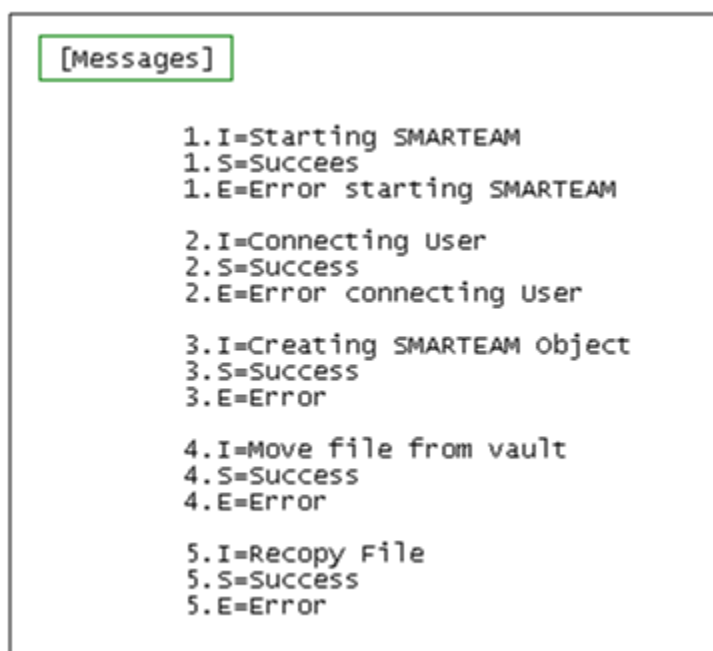 [Messages]
1.I=Starting SMARTEAM
1.S=Succees
1.E=Error starting SMARTEAM
2.I=Connecting User
2.S=Success
2.E=Error connecting User
3.I=Creating SMARTEAM Object
3.S=Success
3.E=Error
4.I=Move file from vault
4.S=Success
4.E=Error
5.I=Recopy File
5.S=Success
5.E=Error